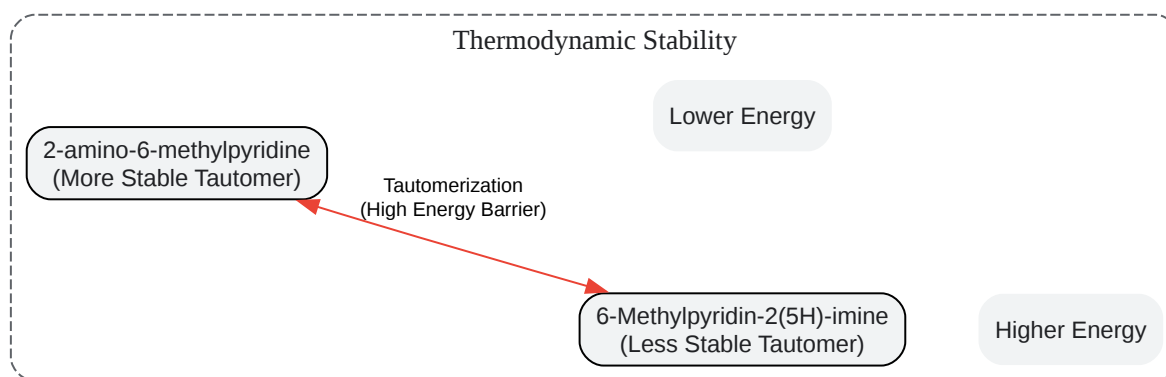 Thermodynamic Stability
Lower Energy
2-amino-6-methylpyridine
(More Stable Tautomer)
Tautomerization
(High Energy Barrier)
6-Methylpyridin-2(5H)-imine
(Less Stable Tautomer)
Higher Energy